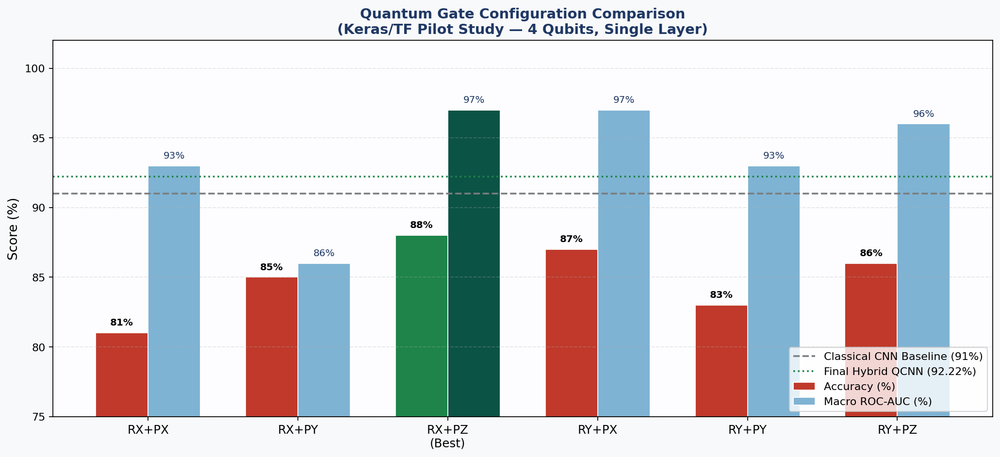 Quantum Gate Configuration Comparison
(Keras/TF Pilot Study — 4 Qubits, Single Layer)
Score (%)
100
95
90
85
80
75
81%
93%
85%
86%
88%
97%
87%
97%
83%
93%
86%
96%
RX+PX
RX+PY
RX+PZ
(Best)
RY+PX
RY+PY
RY+PZ
Classical CNN Baseline (91%)
Final Hybrid QCNN (92.22%)
Accuracy (%)
Macro ROC-AUC (%)